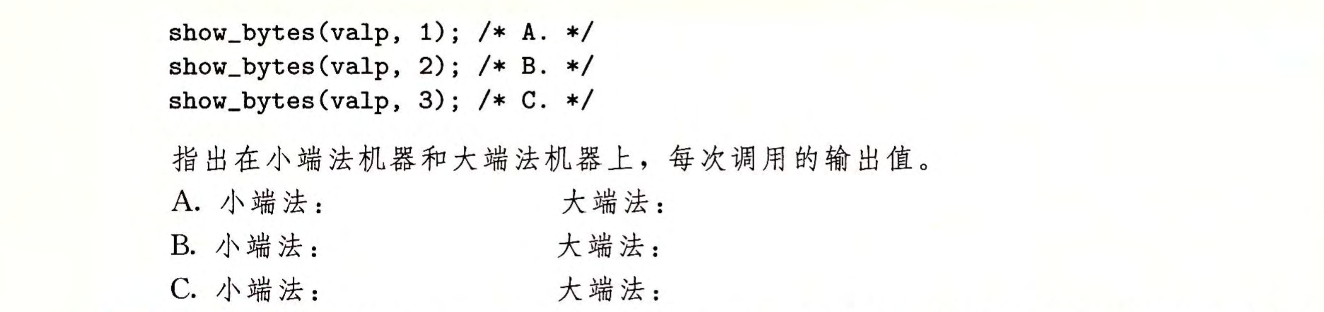 show_bytes(valp, 1); /* A. */
show_bytes(valp, 2); /* B. */
show_bytes(valp, 3); /* C. */
指出在小端法机器和大端法机器上，每次调用的输出值。
A. 小端法： 大端法：
B. 小端法： 大端法：
C. 小端法： 大端法：